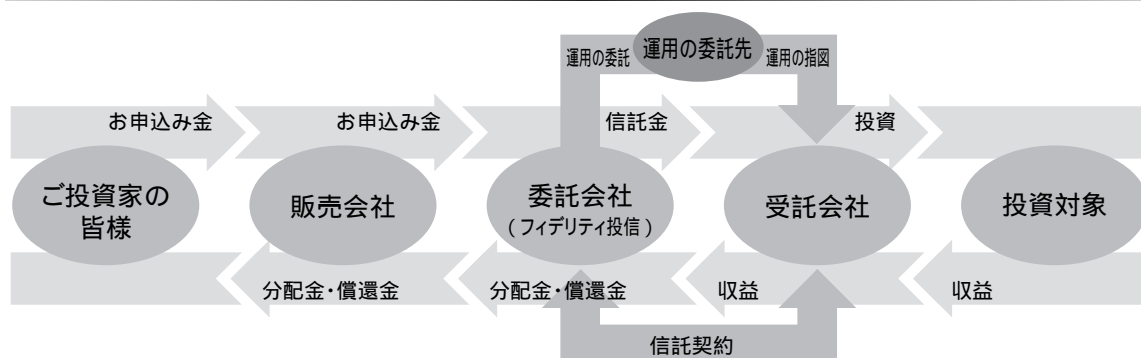 運用の委託
運用の委託先
運用の指図
お申込み金
お申込み金
信託金
投資
ご投資家の
皆様
販売会社
委託会社
(フィデリティ投信)
受託会社
投資対象
分配金・償還金
分配金・償還金
収益
収益
信託契約